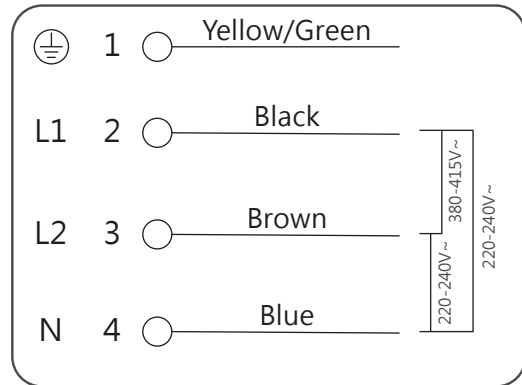 1 Yellow/Green
L1 2 Black
L2 3 Brown
N 4 Blue
380-415V~
220-240V~
220-240V~